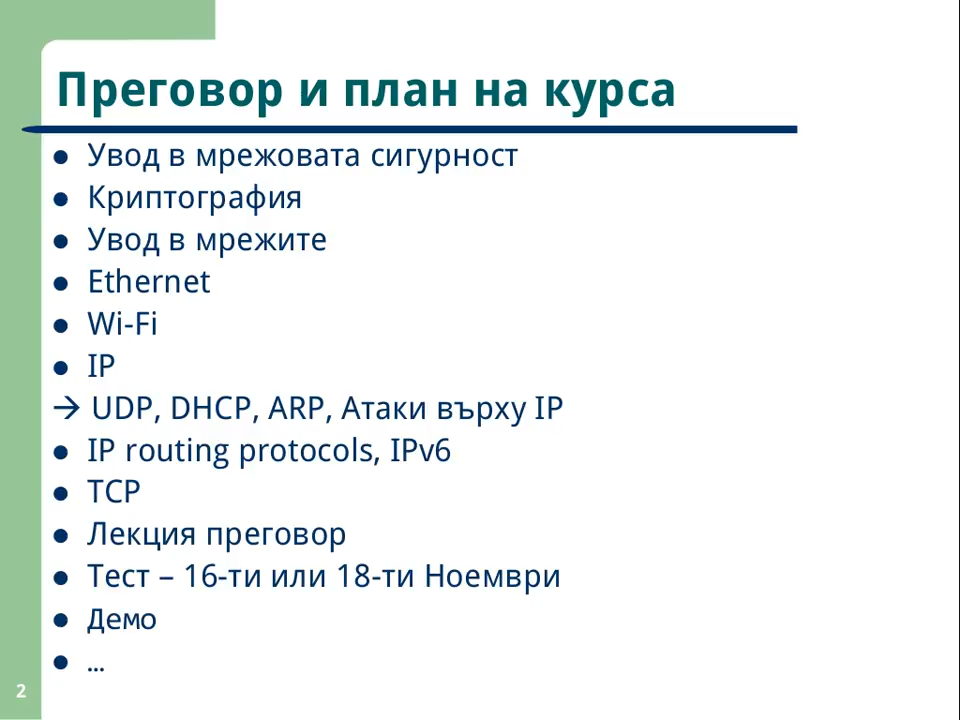 Преговор и план на курса
● Увод в мрежовата сигурност
● Криптография
● Увод в мрежите
● Ethernet
● Wi-Fi
● IP
→ UDP, DHCP, ARP, Атаки върху IP
● IP routing protocols, IPv6
● TCP
● Лекция преговор
● Тест – 16-ти или 18-ти Ноември
● Демо
● …
2